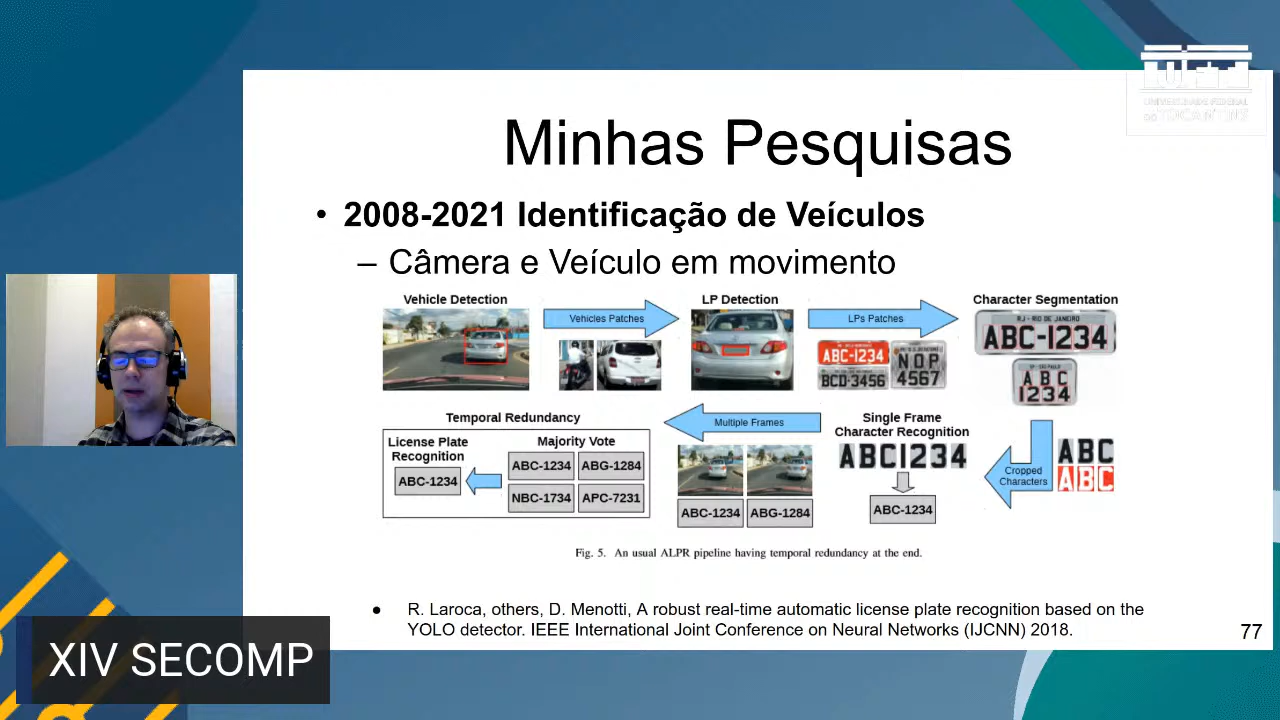 UFT
UNIVERSIDADE FEDERAL
DO TOCANTINS
Minhas Pesquisas
• 2008-2021 Identificação de Veículos
– Câmera e Veículo em movimento
Vehicle Detection
Vehicles Patches
LP Detection
LPs Patches
ABC-1234
BCD-3456
NOP
4567
Character Segmentation
RJ - RIO DE JANEIRO
ABC-1234
SP - SÃO PAULO
ABC
1234
Temporal Redundancy
License Plate
Recognition
ABC-1234
Majority Vote
ABC-1234
ABG-1284
NBC-1734
APC-7231
Multiple Frames
ABC-1234
ABG-1284
Single Frame
Character Recognition
ABC1234
ABC-1234
Cropped
Characters
ABC
ABC
Fig. 5. An usual ALPR pipeline having temporal redundancy at the end.
● R. Laroca, others, D. Menotti, A robust real-time automatic license plate recognition based on the
YOLO detector. IEEE International Joint Conference on Neural Networks (IJCNN) 2018.
77
XIV SECOMP